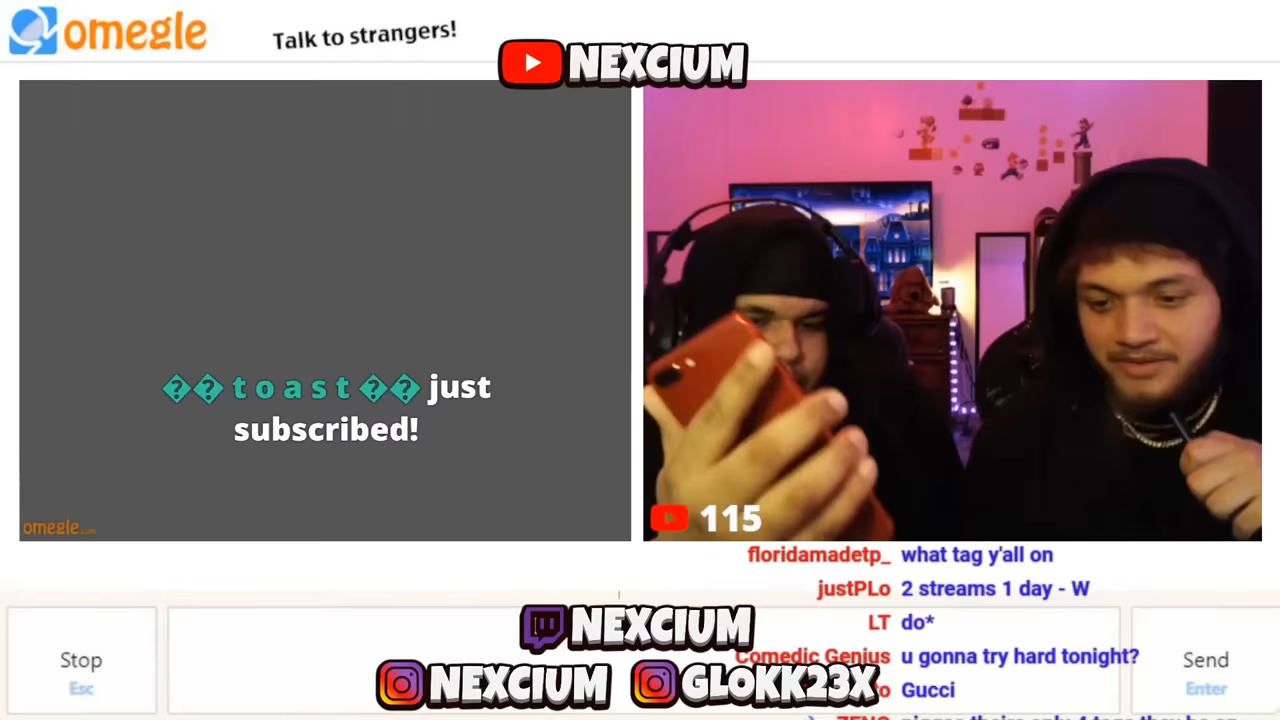 omegle
Talk to strangers!
NEXCIUM
�� t o a s t �� just
subscribed!
omegle.com
115
floridamadetp_ what tag y'all on
justPLo 2 streams 1 day - W
LT do*
Comedic Genius u gonna try hard tonight?
Gucci
Stop
Esc
NEXCIUM
NEXCIUM
GLOKK23X
Send
Enter